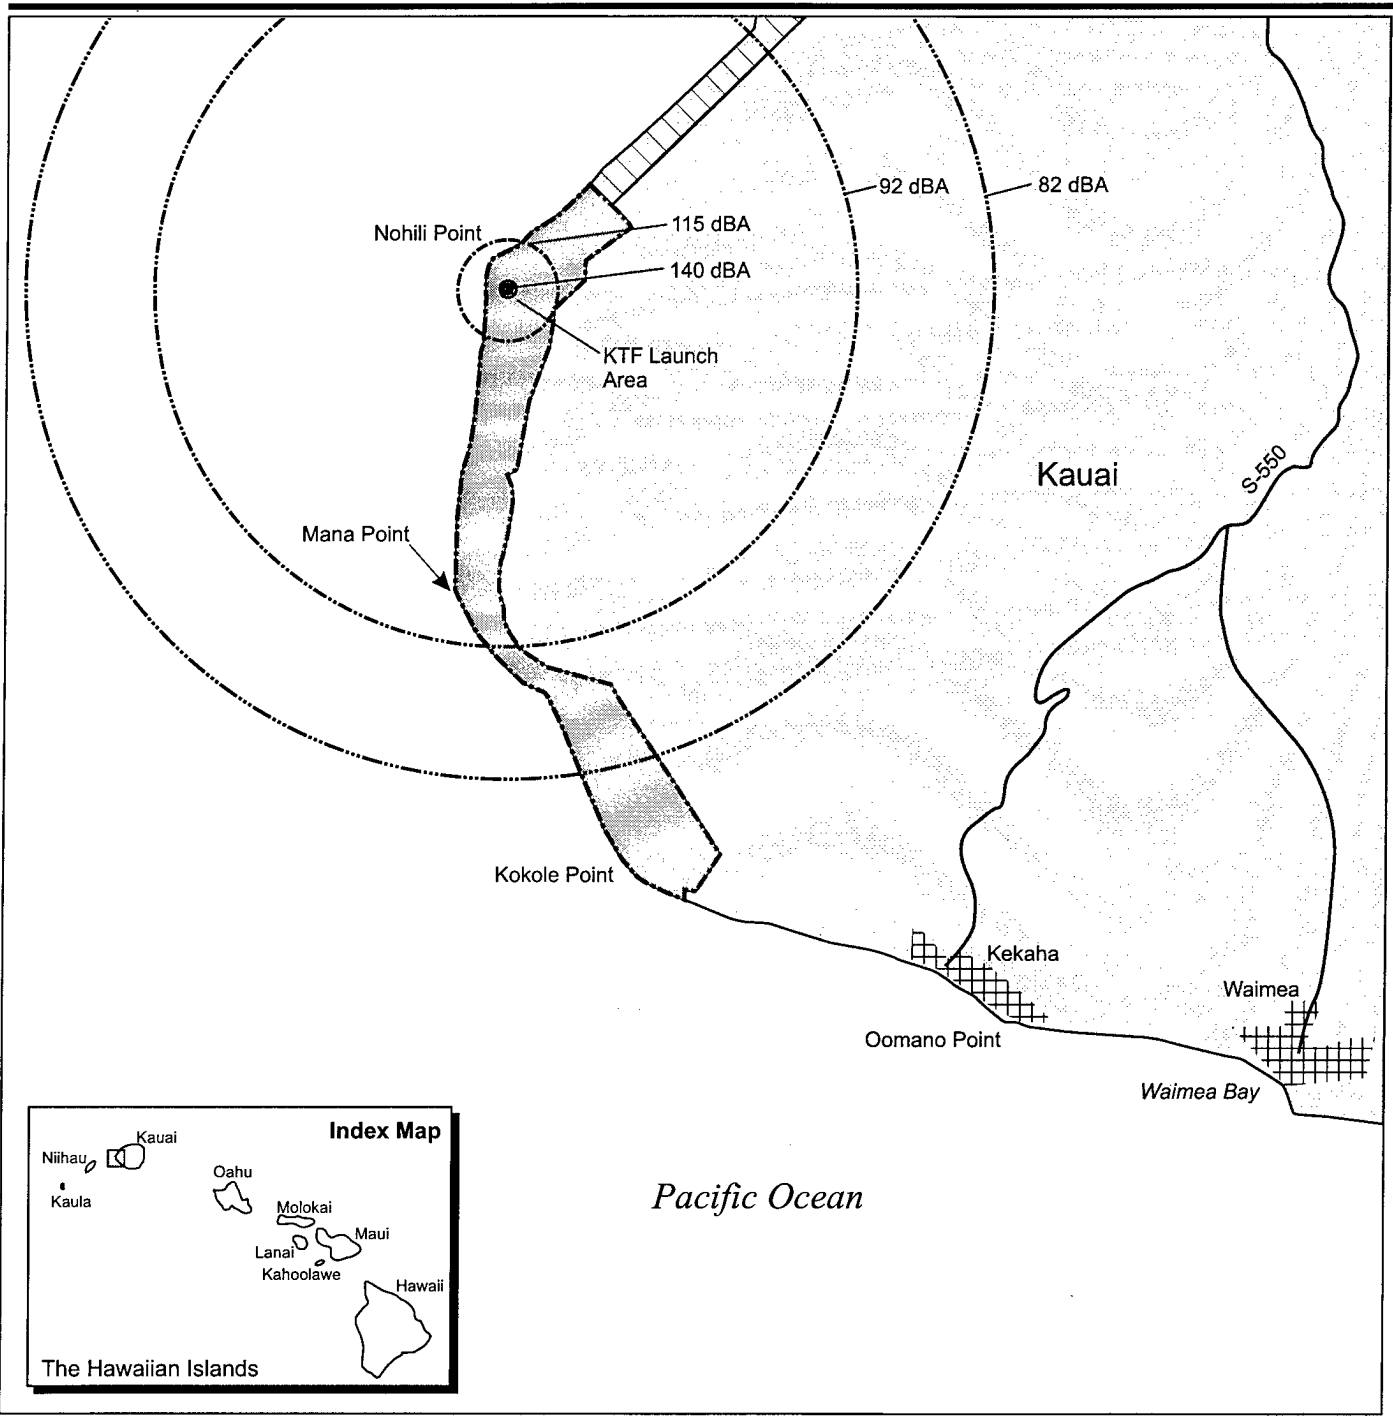 92 dBA
82 dBA
115 dBA
Nohili Point
140 dBA
KTF Launch
Area
Kauai
S-550
Mana Point
Kokole Point
Kekaha
Waimea
Oomano Point
Waimea Bay
Pacific Ocean
Index Map
Kauai
Niihau
Kaula
Oahu
Molokai
Maui
Lanai
Kahoolawe
Hawaii
The Hawaiian Islands